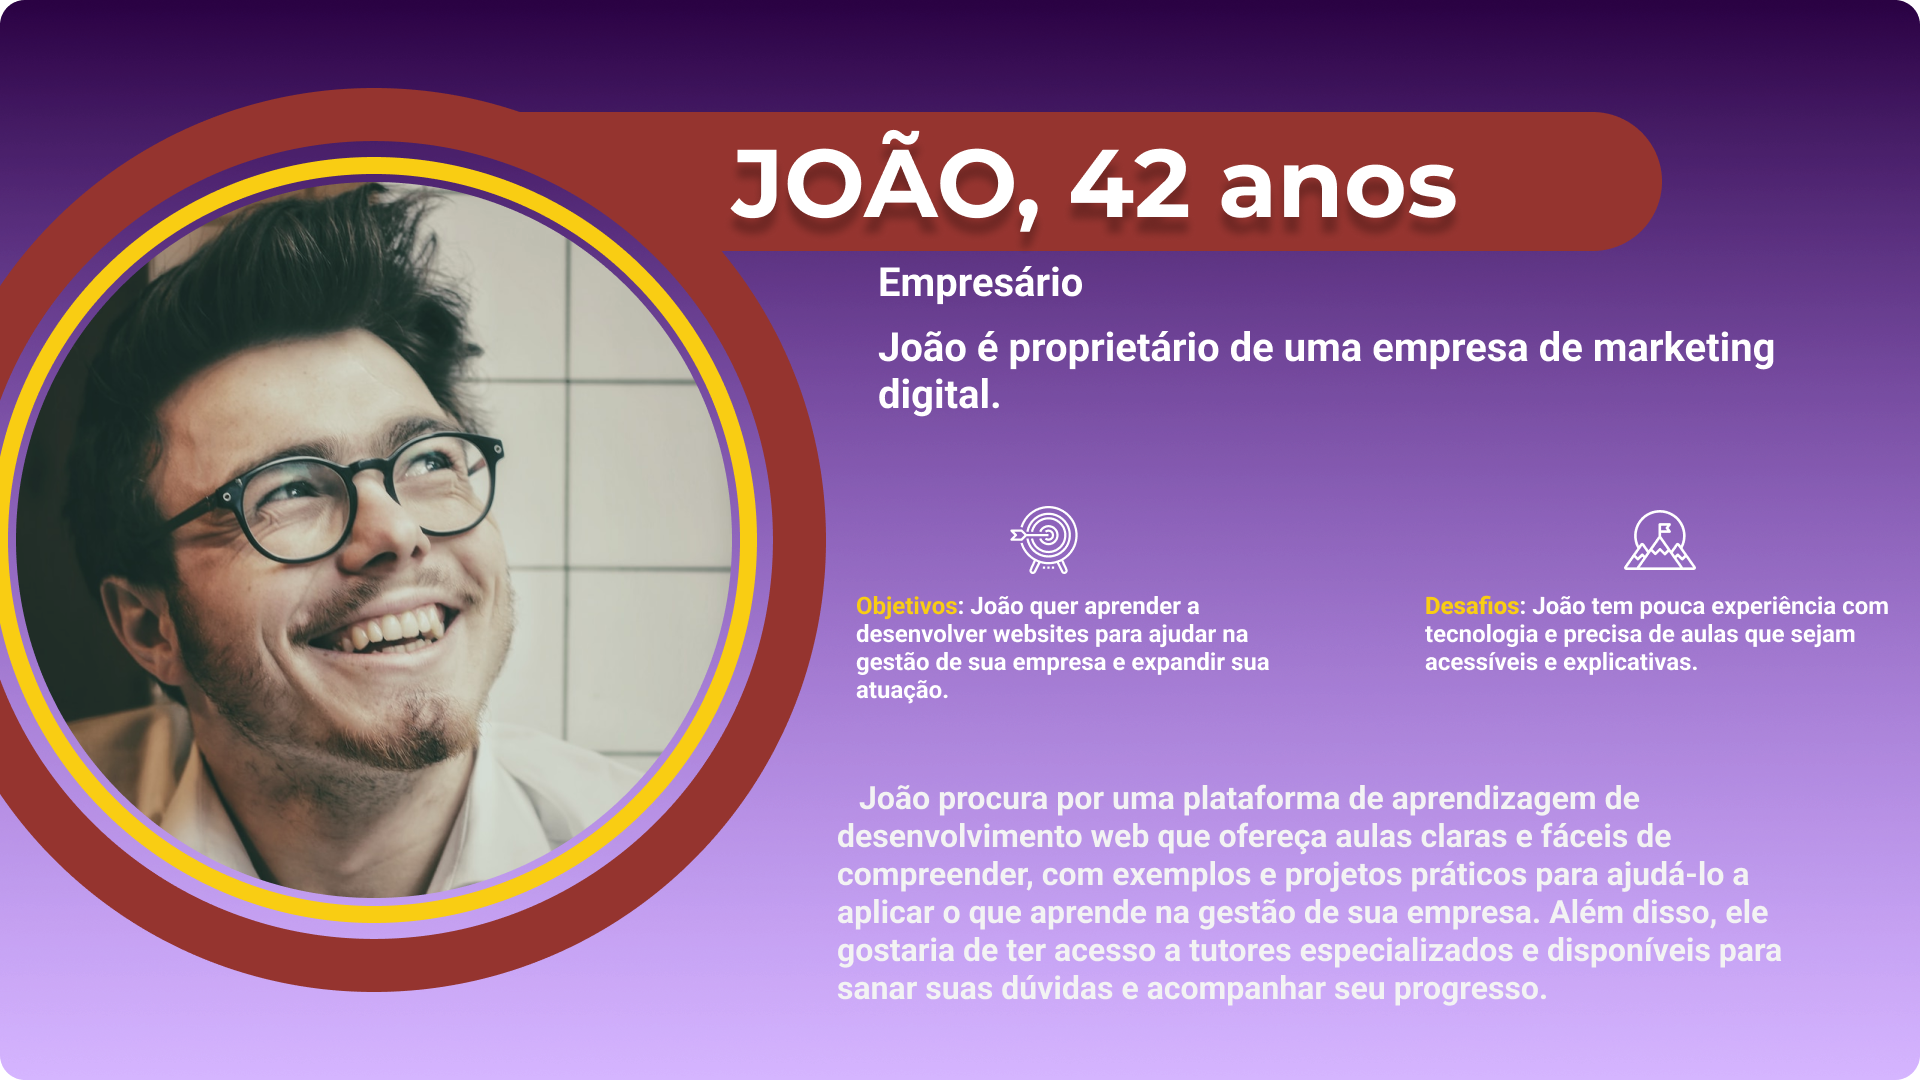 JOÃO, 42 anos
Empresário
João é proprietário de uma empresa de marketing
digital.
Objetivos: João quer aprender a
desenvolver websites para ajudar na
gestão de sua empresa e expandir sua
atuação.
Desafios: João tem pouca experiência com
tecnologia e precisa de aulas que sejam
acessíveis e explicativas.
João procura por uma plataforma de aprendizagem de
desenvolvimento web que ofereça aulas claras e fáceis de
compreender, com exemplos e projetos práticos para ajudá-lo a
aplicar o que aprende na gestão de sua empresa. Além disso, ele
gostaria de ter acesso a tutores especializados e disponíveis para
sanar suas dúvidas e acompanhar seu progresso.